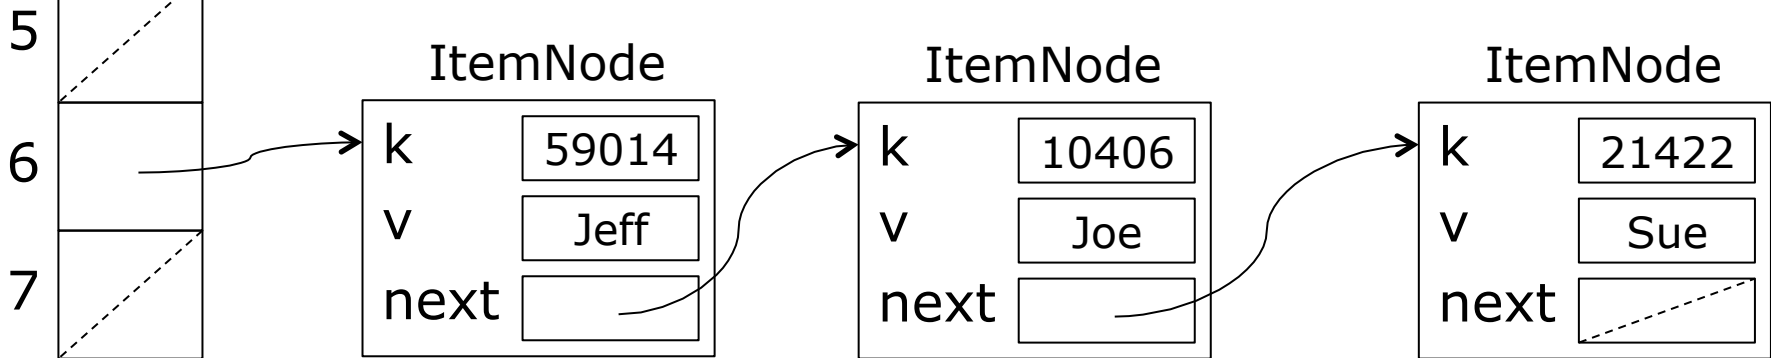 5
6
7
ItemNode
k 59014
v Jeff
next
ItemNode
k 10406
v Joe
next
ItemNode
k 21422
v Sue
next